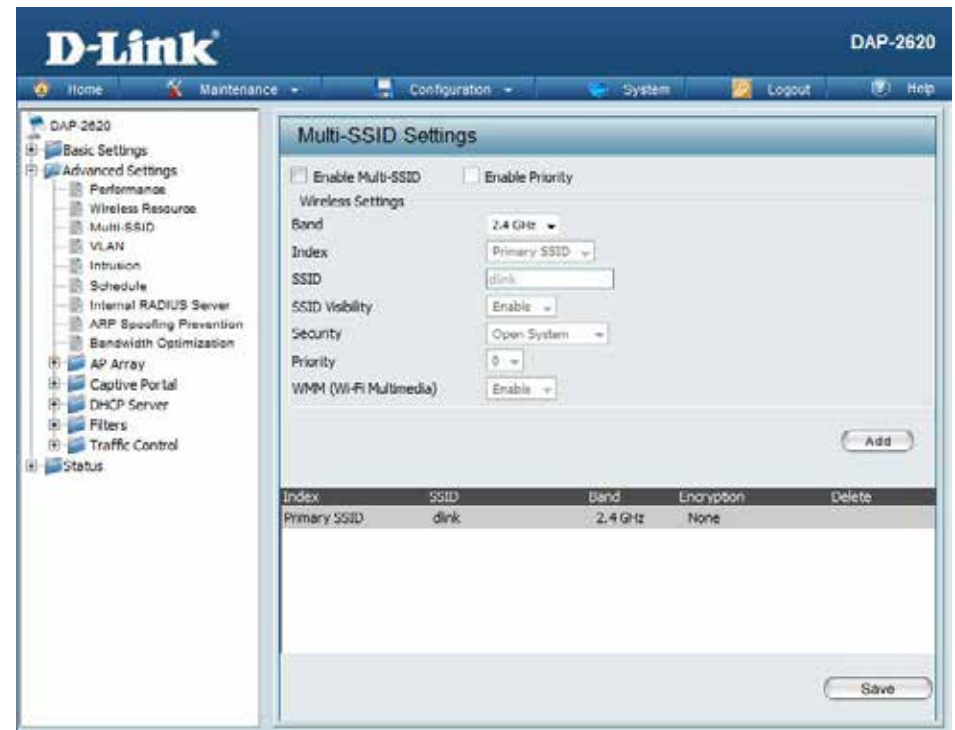 D-Link
DAP-2620
Home Maintenance Configuration System Logout Help
DAP-2620
Basic Settings
Advanced Settings
Performance
Wireless Resource
Multi-SSID
VLAN
Intrusion
Schedule
Internal RADIUS Server
ARP Spoofing Prevention
Bandwidth Optimization
AP Array
Captive Portal
DHCP Server
Filters
Traffic Control
Status
Multi-SSID Settings
Enable Multi-SSID Enable Priority
Wireless Settings
Band 2.4 GHz
Index Primary SSID
SSID dlink
SSID Visibility Enable
Security Open System
Priority 0
WMM (Wi-Fi Multimedia) Enable
Add
Index SSID Band Encryption Delete
Primary SSID dlink 2.4 GHz None
Save